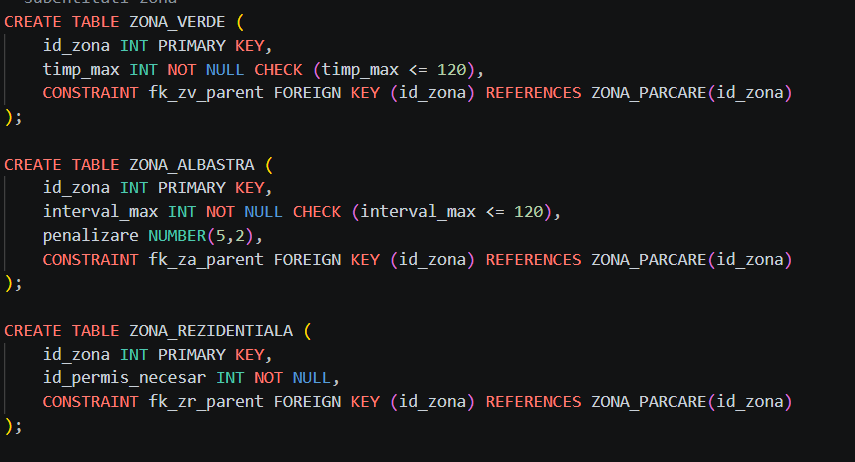 subentitati zona
CREATE TABLE ZONA_VERDE (
    id_zona INT PRIMARY KEY,
    timp_max INT NOT NULL CHECK (timp_max <= 120),
    CONSTRAINT fk_zv_parent FOREIGN KEY (id_zona) REFERENCES ZONA_PARCARE(id_zona)
);
CREATE TABLE ZONA_ALBASTRA (
    id_zona INT PRIMARY KEY,
    interval_max INT NOT NULL CHECK (interval_max <= 120),
    penalizare NUMBER(5,2),
    CONSTRAINT fk_za_parent FOREIGN KEY (id_zona) REFERENCES ZONA_PARCARE(id_zona)
);
CREATE TABLE ZONA_REZIDENTIALA (
    id_zona INT PRIMARY KEY,
    id_permis_necesar INT NOT NULL,
    CONSTRAINT fk_zr_parent FOREIGN KEY (id_zona) REFERENCES ZONA_PARCARE(id_zona)
);